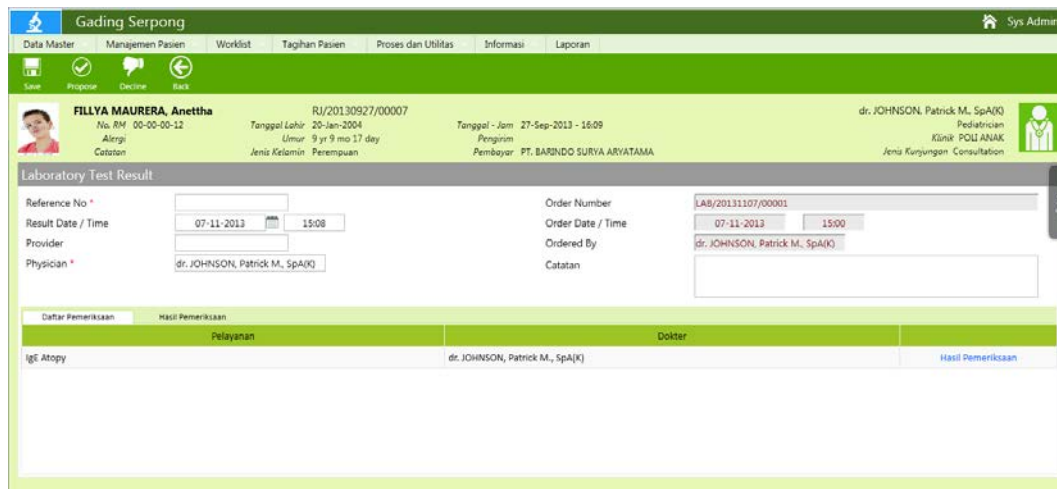 Gading Serpong Sys Admin
Data Master Manajemen Pasien Worklist Tagihan Pasien Proses dan Utilitas Informasi Laporan
Save Propose Decline Back
FILLYA MAURERA, Anettha RJ/20130927/00007 dr. JOHNSON, Patrick M., SpA(K)
No. RM 00-00-00-12 Tanggal Lahir 20-Jan-2004 Tanggal - Jam 27-Sep-2013 - 16:09 Pediatrician
Alergi Umur 9 yr 9 mo 17 day Pengirim Klinik POLI ANAK
Catatan Jenis Kelamin Perempuan Pembayar PT. BARINDO SURYA ARYATAMA Jenis Kunjungan Consultation
Laboratory Test Result
Reference No * Order Number LAB/20131107/00001
Result Date / Time 07-11-2013 15:08 Order Date / Time 07-11-2013 15:00
Provider Ordered By dr. JOHNSON, Patrick M., SpA(K)
Physician * dr. JOHNSON, Patrick M., SpA(K) Catatan
Daftar Pemeriksaan Hasil Pemeriksaan
Pelayanan Dokter
IgE Atopy dr. JOHNSON, Patrick M., SpA(K) Hasil Pemeriksaan